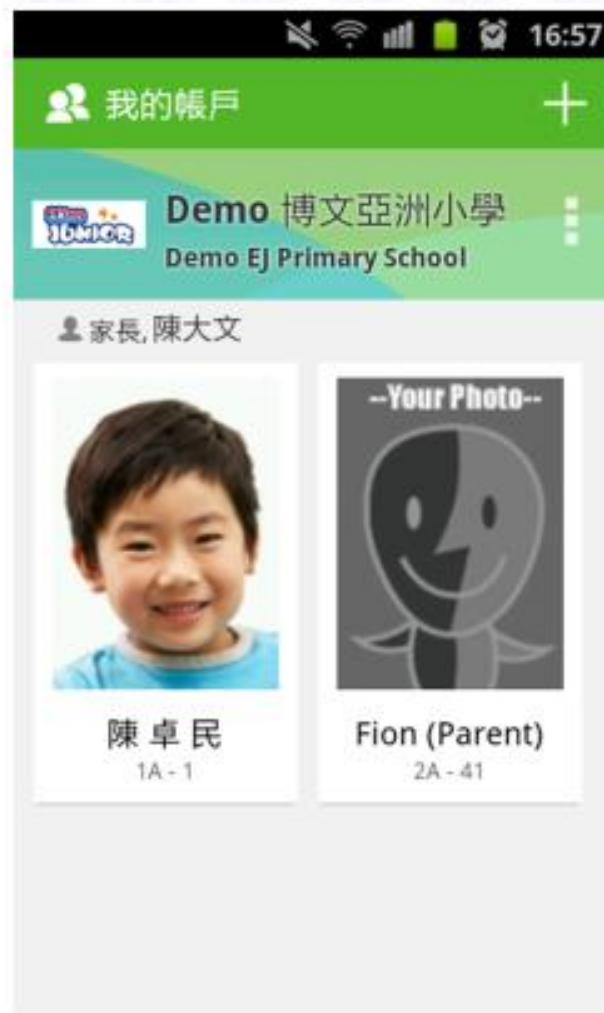 16:57
我的帳戶
JUNIOR
Demo 博文亞洲小學
Demo EJ Primary School
家長, 陳大文
--Your Photo--
陳 卓 民
1A - 1
Fion (Parent)
2A - 41